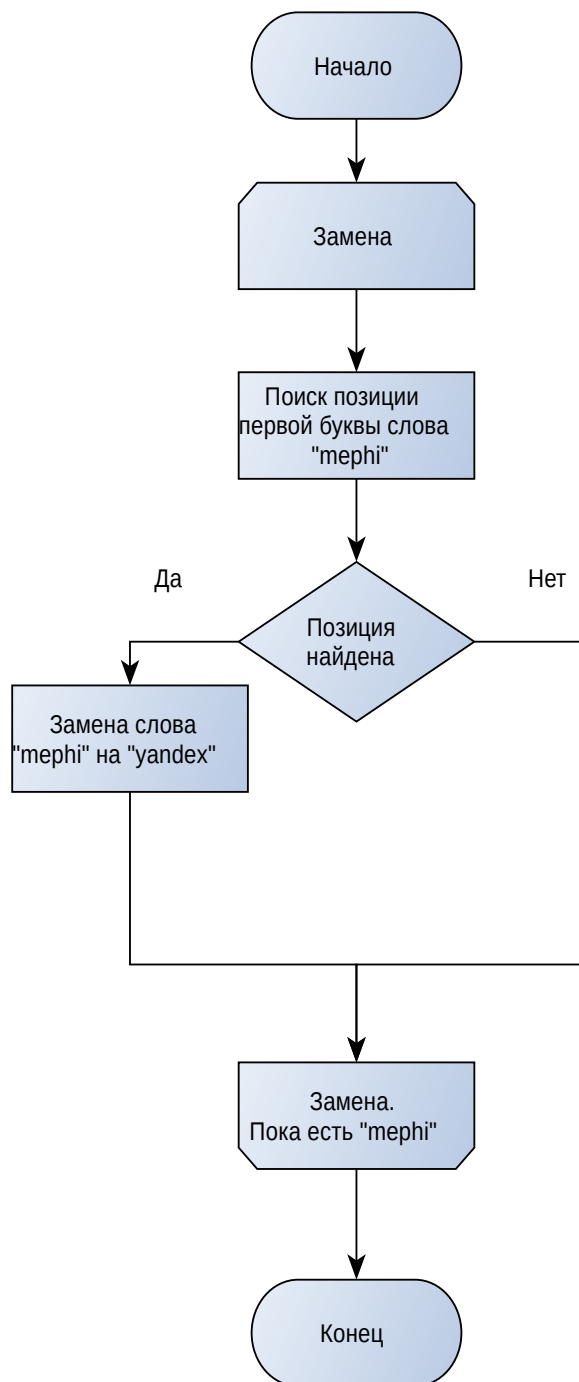 Начало
Замена
Поиск позиции
первой буквы слова
"mephi"
Да
Нет
Позиция
найдена
Замена слова
"mephi" на "yandex"
Замена.
Пока есть "mephi"
Конец